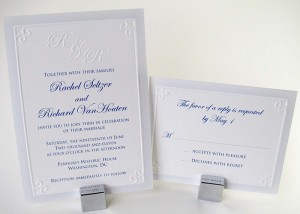 R & R
Together with their families
Rachel Seltzer
and
Richard VanHouten
invite you to join in celebration
of their marriage
Saturday, the nineteenth of June
Two thousand and eleven
at four o'clock in the afternoon
Historic House
Washington, DC
Reception immediately to follow
The favor of a reply is requested
by May 1
M
accepts with pleasure
declines with regret